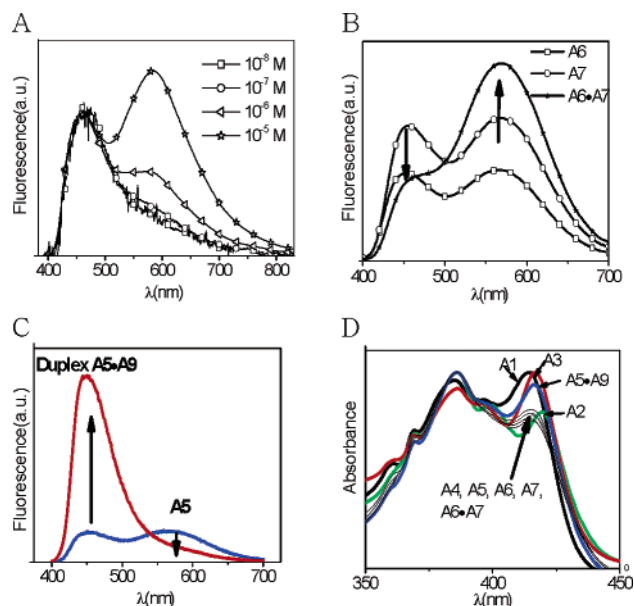 A
Fluorescence(a.u.)
10⁻⁸ M
10⁻⁷ M
10⁻⁶ M
10⁻⁵ M
400 500 600 700 800
λ(nm)
B
Fluorescence(a.u.)
A6
A7
A6•A7
400 500 600 700
λ(nm)
C
Fluorescence(a.u.)
Duplex A5•A9
A5
400 500 600 700
λ(nm)
D
Absorbance
A1
A3
A5•A9
A2
A4, A5, A6, A7,
A6•A7
0
350 400 450
λ(nm)